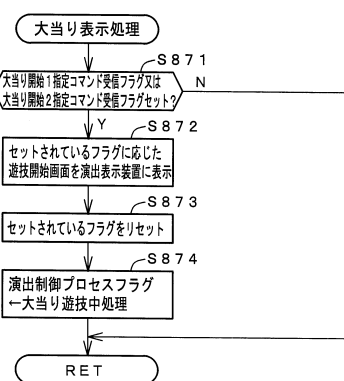 大当り表示処理
S871
大当り開始1指定コマンド受信フラグ又は
大当り開始2指定コマンド受信フラグセット?
N
Y
S872
セットされているフラグに応じた
遊技開始画面を演出表示装置に表示
S873
セットされているフラグをリセット
S874
演出制御プロセスフラグ
←大当り遊技中処理
RET